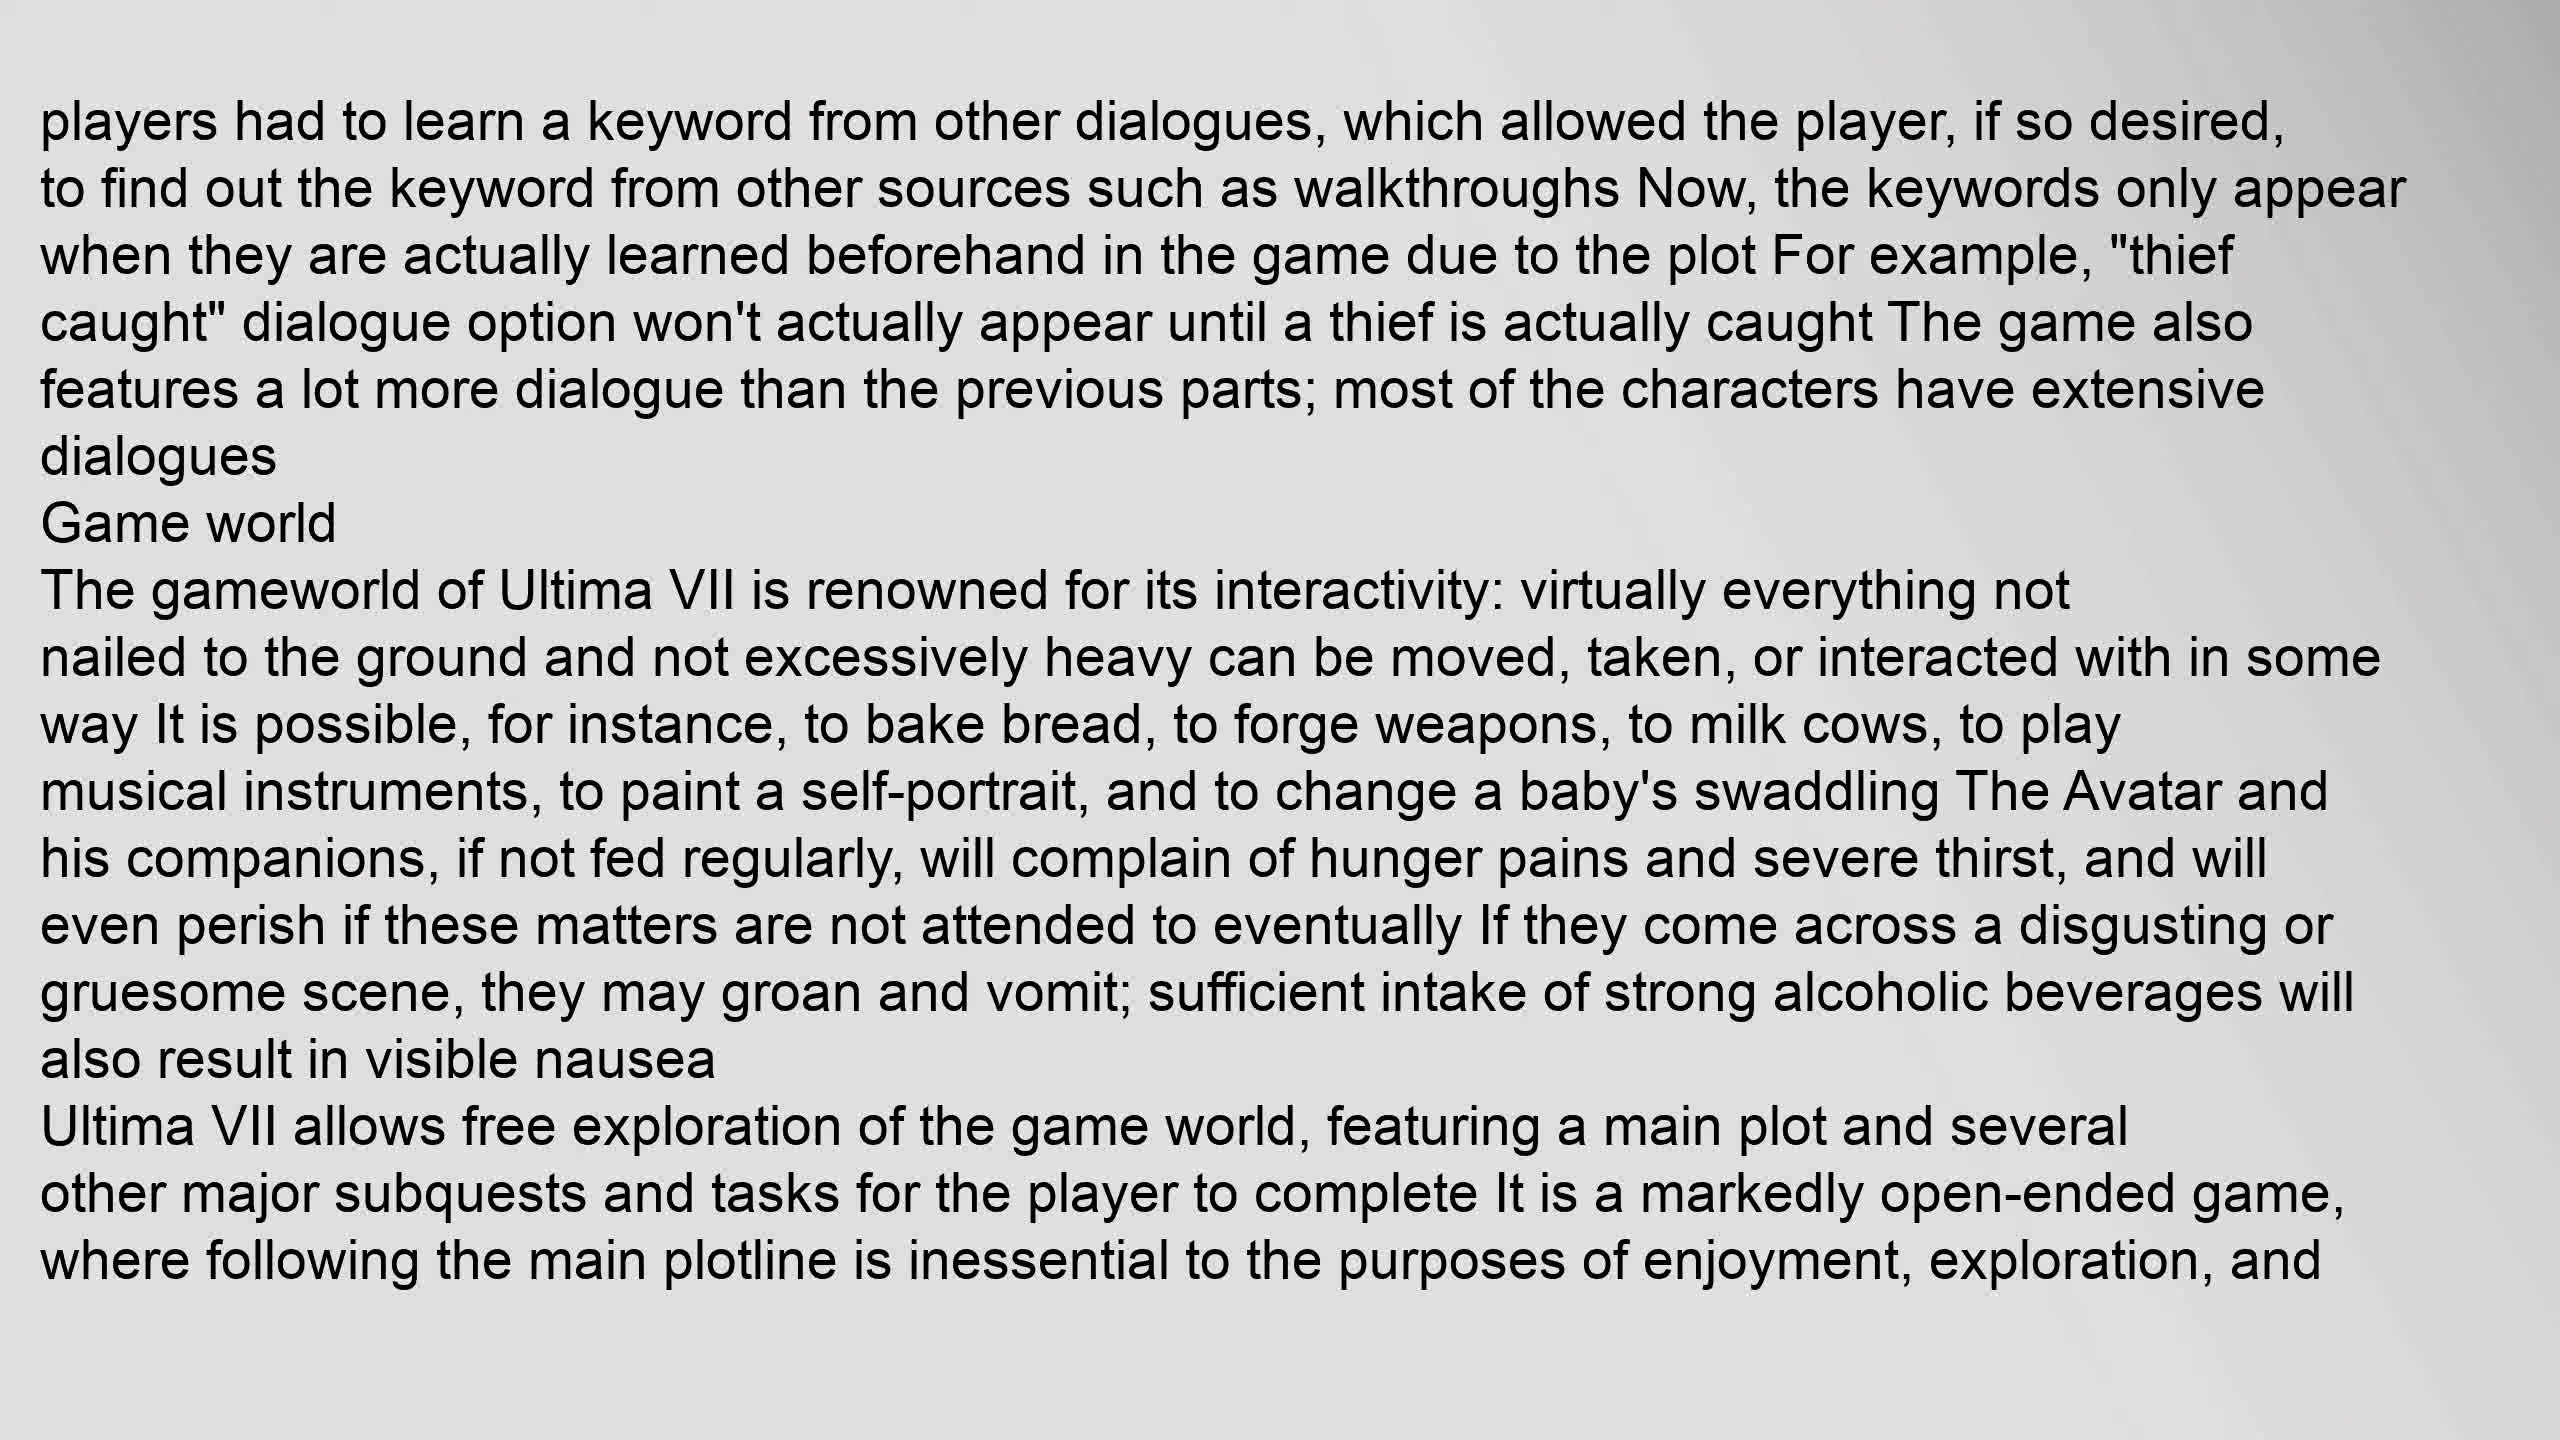 players had to learn a keyword from other dialogues, which allowed the player, if so desired,
to find out the keyword from other sources such as walkthroughs Now, the keywords only appear
when they are actually learned beforehand in the game due to the plot For example, "thief
caught" dialogue option won't actually appear until a thief is actually caught The game also
features a lot more dialogue than the previous parts; most of the characters have extensive
dialogues
Game world
The gameworld of Ultima VII is renowned for its interactivity: virtually everything not
nailed to the ground and not excessively heavy can be moved, taken, or interacted with in some
way It is possible, for instance, to bake bread, to forge weapons, to milk cows, to play
musical instruments, to paint a self-portrait, and to change a baby's swaddling The Avatar and
his companions, if not fed regularly, will complain of hunger pains and severe thirst, and will
even perish if these matters are not attended to eventually If they come across a disgusting or
gruesome scene, they may groan and vomit; sufficient intake of strong alcoholic beverages will
also result in visible nausea
Ultima VII allows free exploration of the game world, featuring a main plot and several
other major subquests and tasks for the player to complete It is a markedly open-ended game,
where following the main plotline is inessential to the purposes of enjoyment, exploration, and